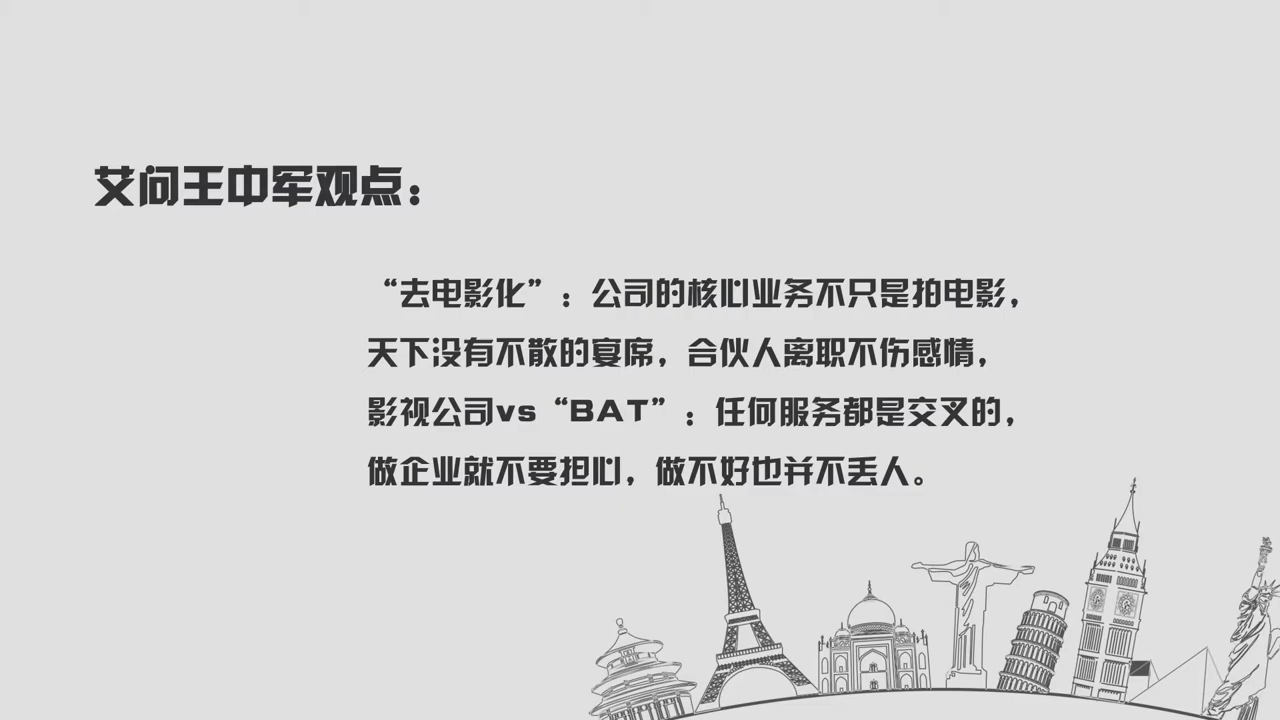 艾问王中军观点：
“去电影化”：公司的核心业务不只是拍电影，
天下没有不散的宴席，合伙人离职不伤感情，
影视公司vs“BAT”：任何服务都是交叉的，
做企业就不要担心，做不好也并不丢人。